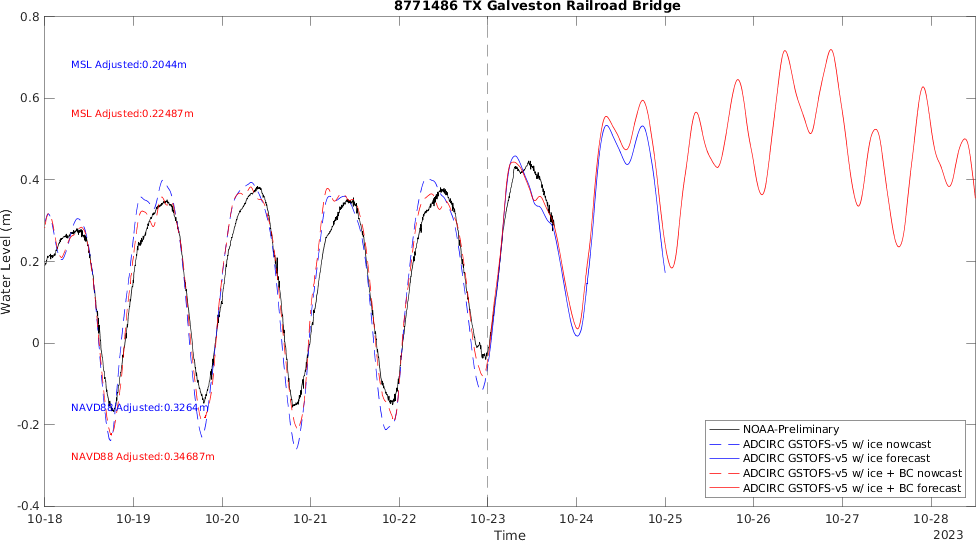 8771486 TX Galveston Railroad Bridge
0.8
0.6
0.4
0.2
0
-0.2
-0.4
Water Level (m)
MSL Adjusted:0.2044m
MSL Adjusted:0.22487m
NAVD88 Adjusted:0.3264m
NAVD88 Adjusted:0.34687m
NOAA-Preliminary
ADCIRC GSTOFS-v5 w/ ice nowcast
ADCIRC GSTOFS-v5 w/ ice forecast
ADCIRC GSTOFS-v5 w/ ice + BC nowcast
ADCIRC GSTOFS-v5 w/ ice + BC forecast
10-18 10-19 10-20 10-21 10-22 10-23 10-24 10-25 10-26 10-27 10-28
Time
2023